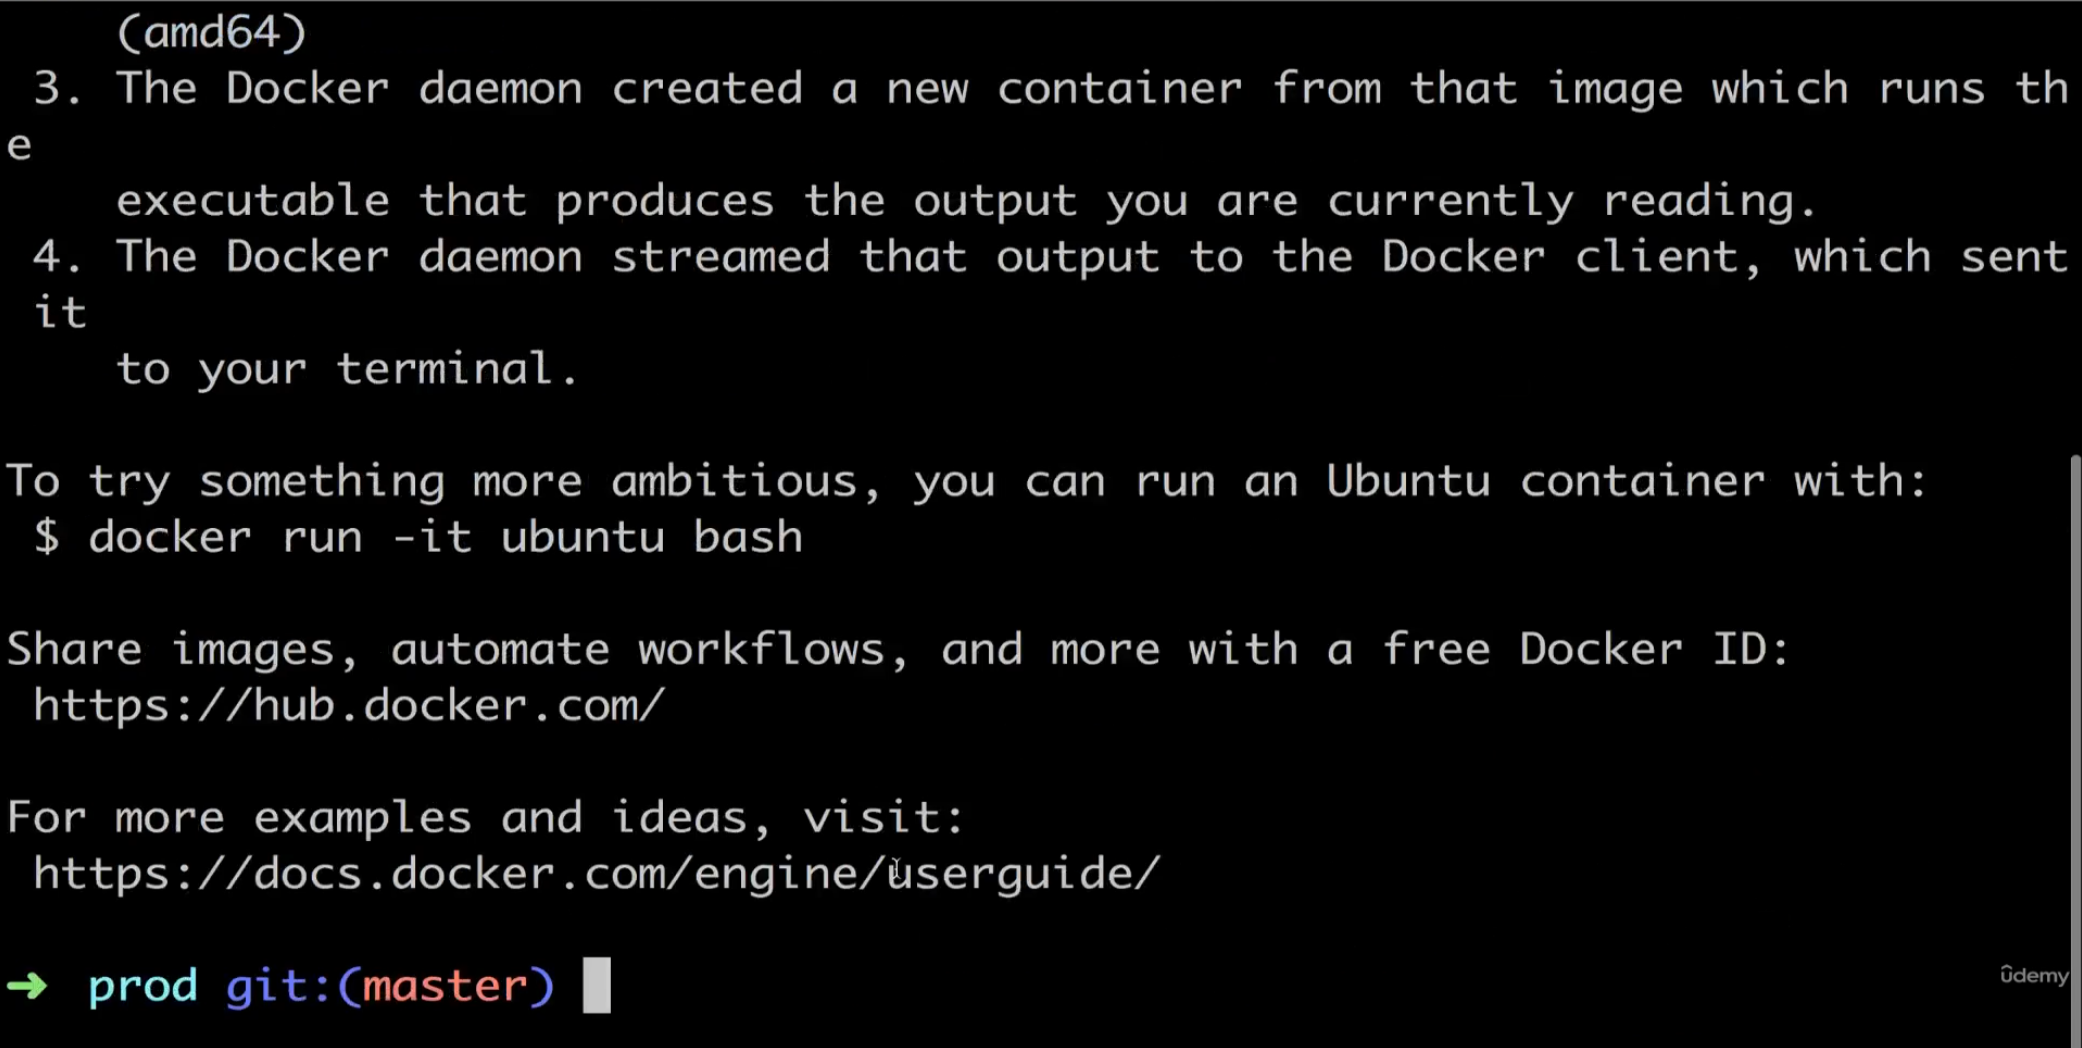 (amd64)
3. The Docker daemon created a new container from that image which runs th
e
executable that produces the output you are currently reading.
4. The Docker daemon streamed that output to the Docker client, which sent
it
to your terminal.
To try something more ambitious, you can run an Ubuntu container with:
$ docker run -it ubuntu bash
Share images, automate workflows, and more with a free Docker ID:
https://hub.docker.com/
For more examples and ideas, visit:
https://docs.docker.com/engine/userguide/
➜ prod git:(master)
ûdemy